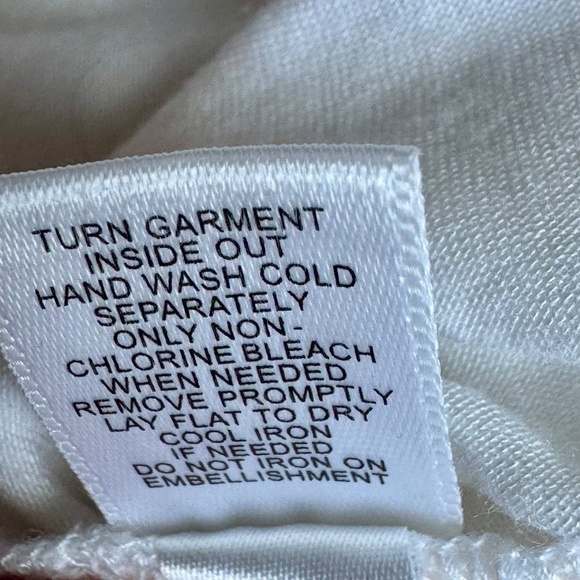 TURN GARMENT
INSIDE OUT
HAND WASH COLD
SEPARATELY
ONLY NON-
CHLORINE BLEACH
WHEN NEEDED
REMOVE PROMPTLY
LAY FLAT TO DRY
COOL IRON
IF NEEDED
DO NOT IRON ON
EMBELLISHMENT